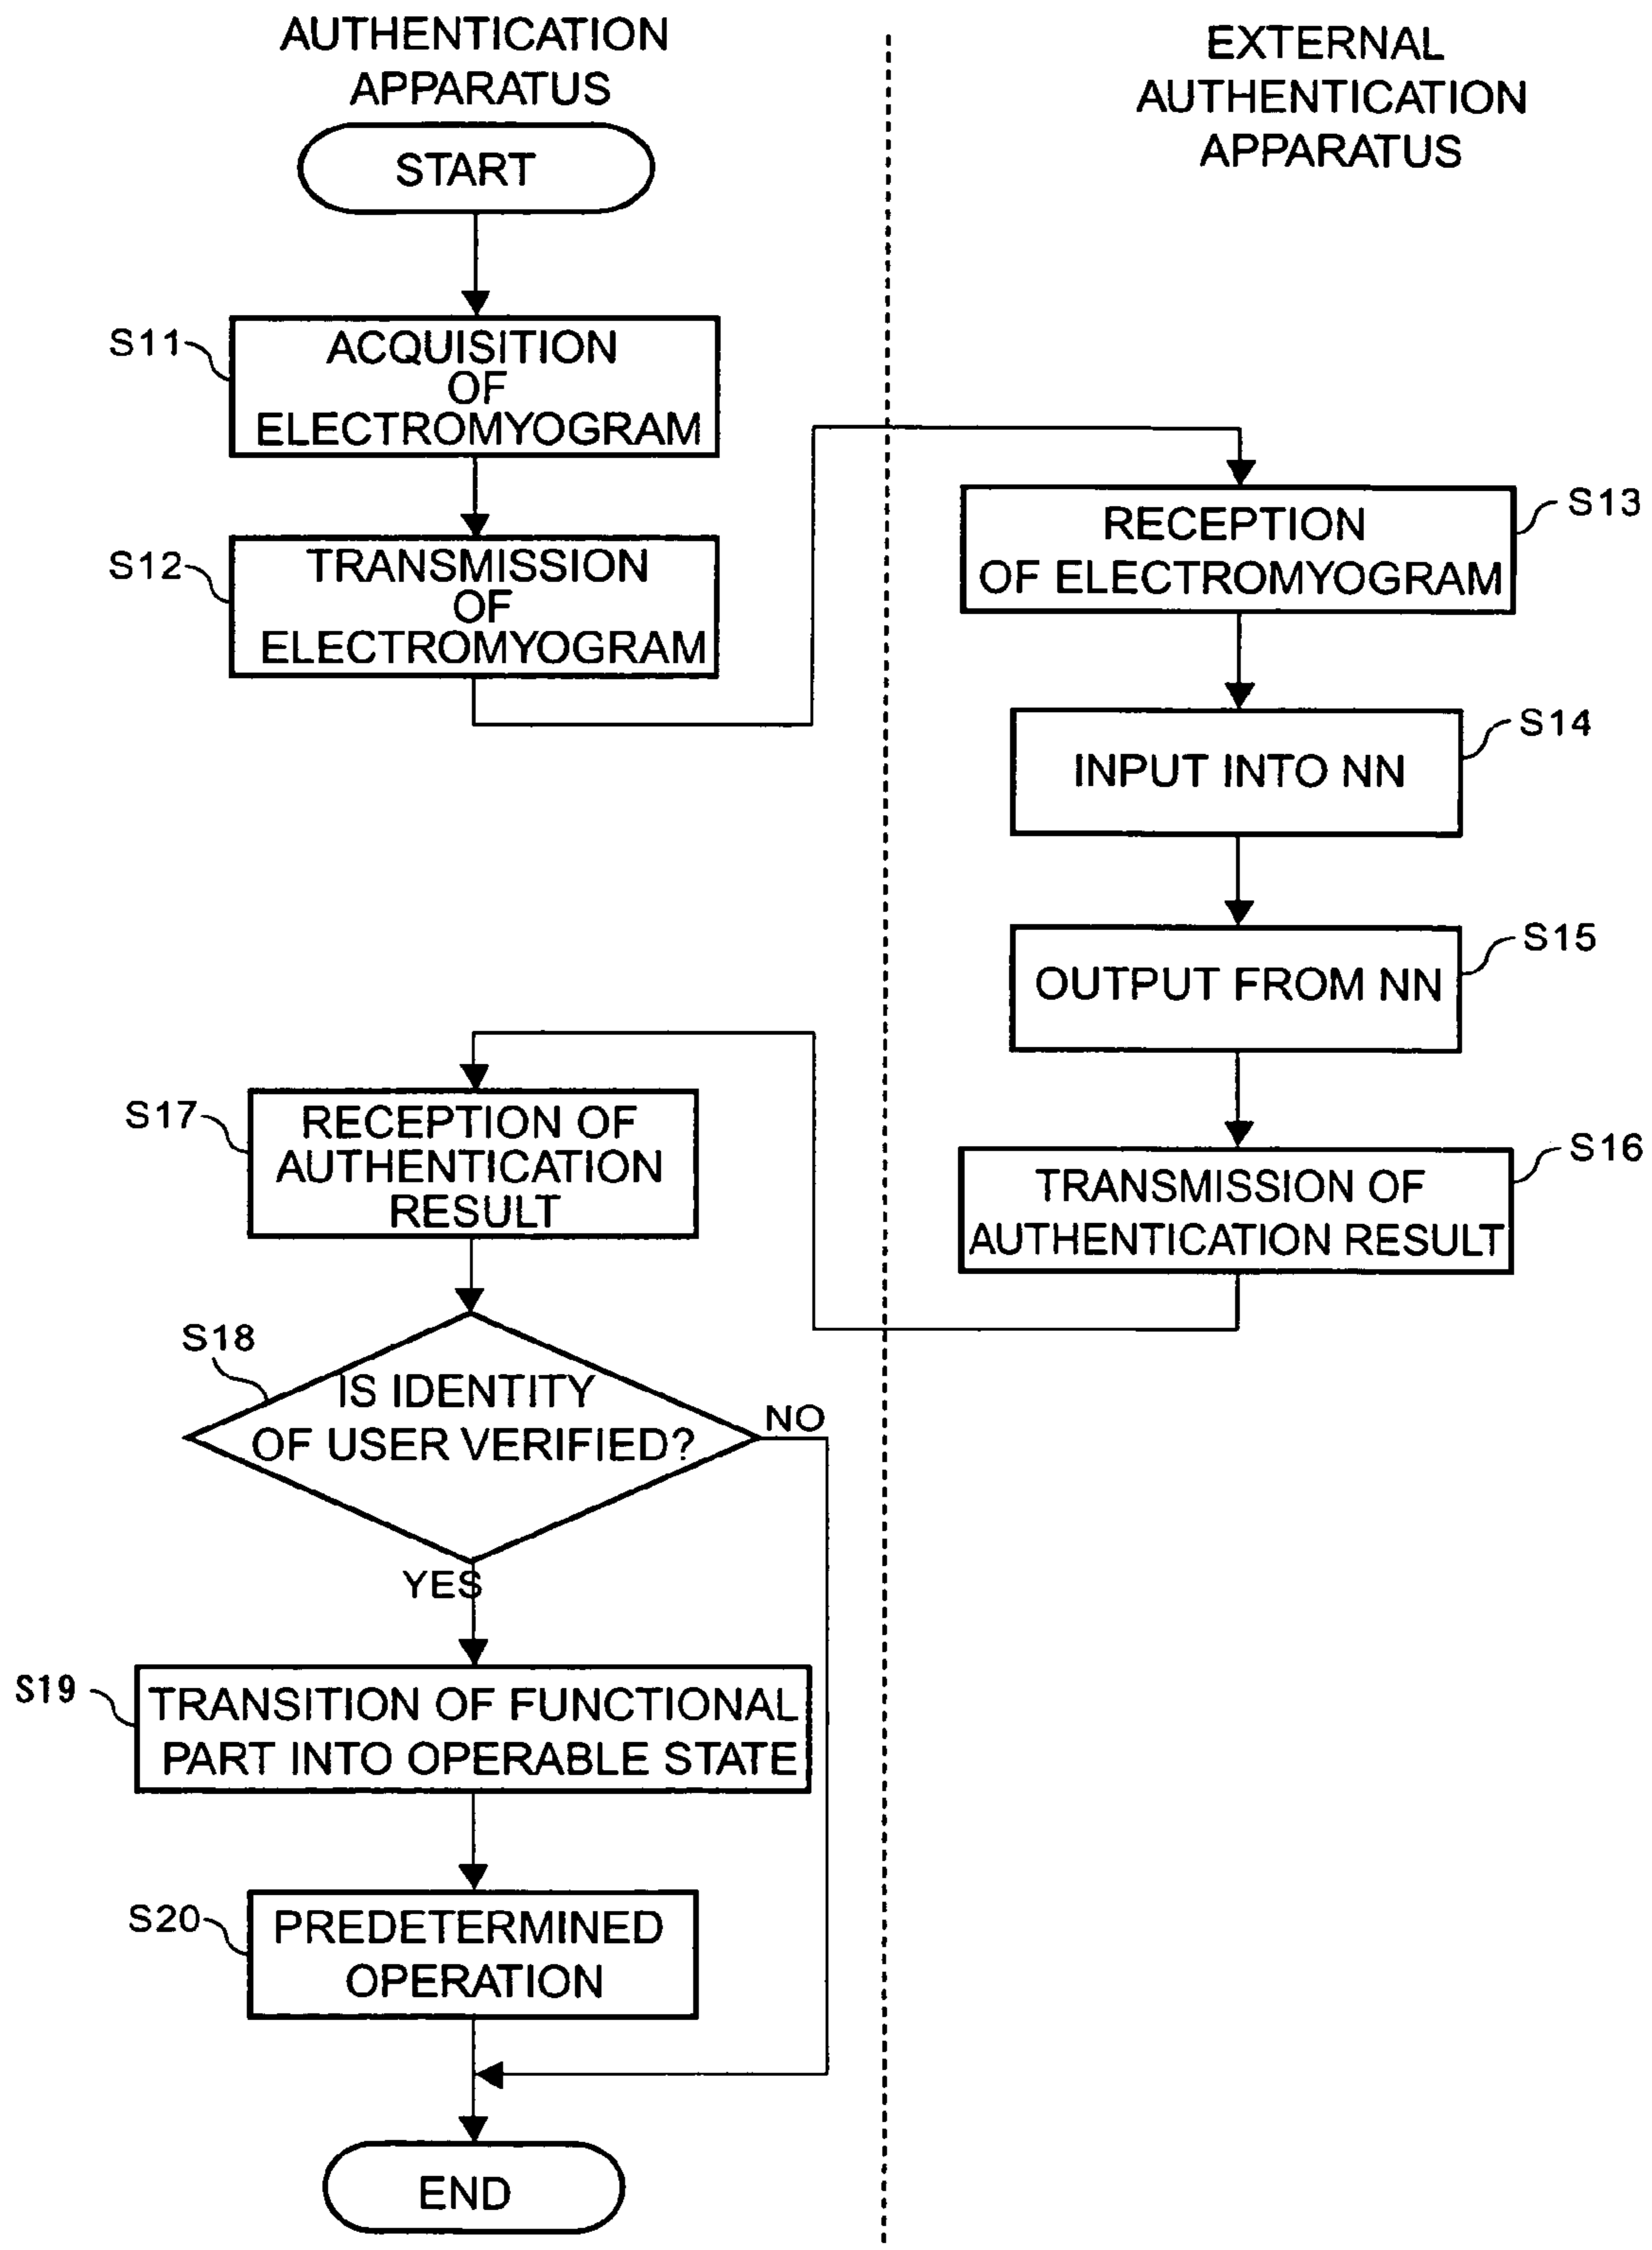 AUTHENTICATION
APPARATUS
EXTERNAL
AUTHENTICATION
APPARATUS
START
S11
ACQUISITION
OF
ELECTROMYOGRAM
S12
TRANSMISSION
OF
ELECTROMYOGRAM
S13
RECEPTION
OF ELECTROMYOGRAM
S14
INPUT INTO NN
S15
OUTPUT FROM NN
S16
TRANSMISSION OF
AUTHENTICATION RESULT
S17
RECEPTION OF
AUTHENTICATION
RESULT
S18
IS IDENTITY
OF USER VERIFIED?
NO
YES
S19
TRANSITION OF FUNCTIONAL
PART INTO OPERABLE STATE
S20
PREDETERMINED
OPERATION
END